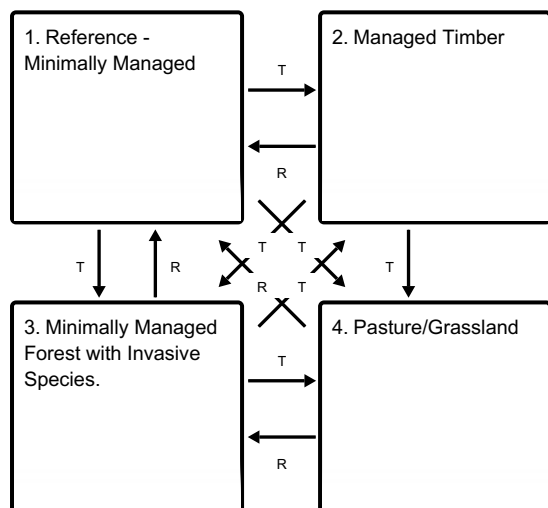 1. Reference -
Minimally Managed
2. Managed Timber
T
R
T
R
T
T
T
R
T
3. Minimally Managed
Forest with Invasive
Species.
4. Pasture/Grassland
T
R